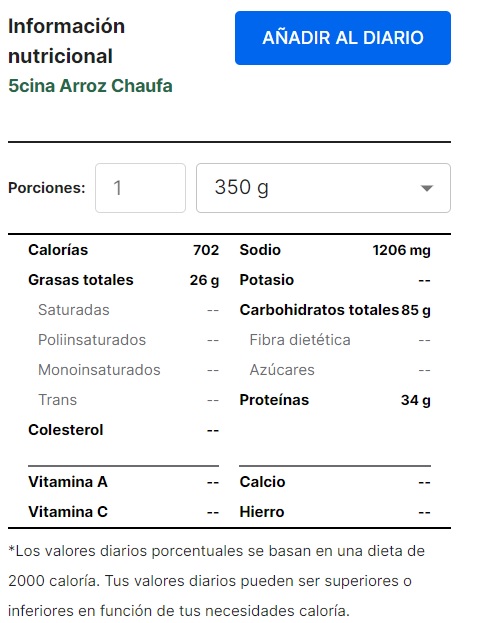 Información
nutricional
AÑADIR AL DIARIO
5cina Arroz Chaufa
Porciones: 1 350 g
Calorías 702
Grasas totales 26 g
Saturadas --
Poliinsaturados --
Monoinsaturados --
Trans --
Colesterol --
Sodio 1206 mg
Potasio --
Carbohidratos totales 85 g
Fibra dietética --
Azúcares --
Proteínas 34 g
Vitamina A --
Vitamina C --
Calcio --
Hierro --
*Los valores diarios porcentuales se basan en una dieta de
2000 caloría. Tus valores diarios pueden ser superiores o
inferiores en función de tus necesidades caloría.